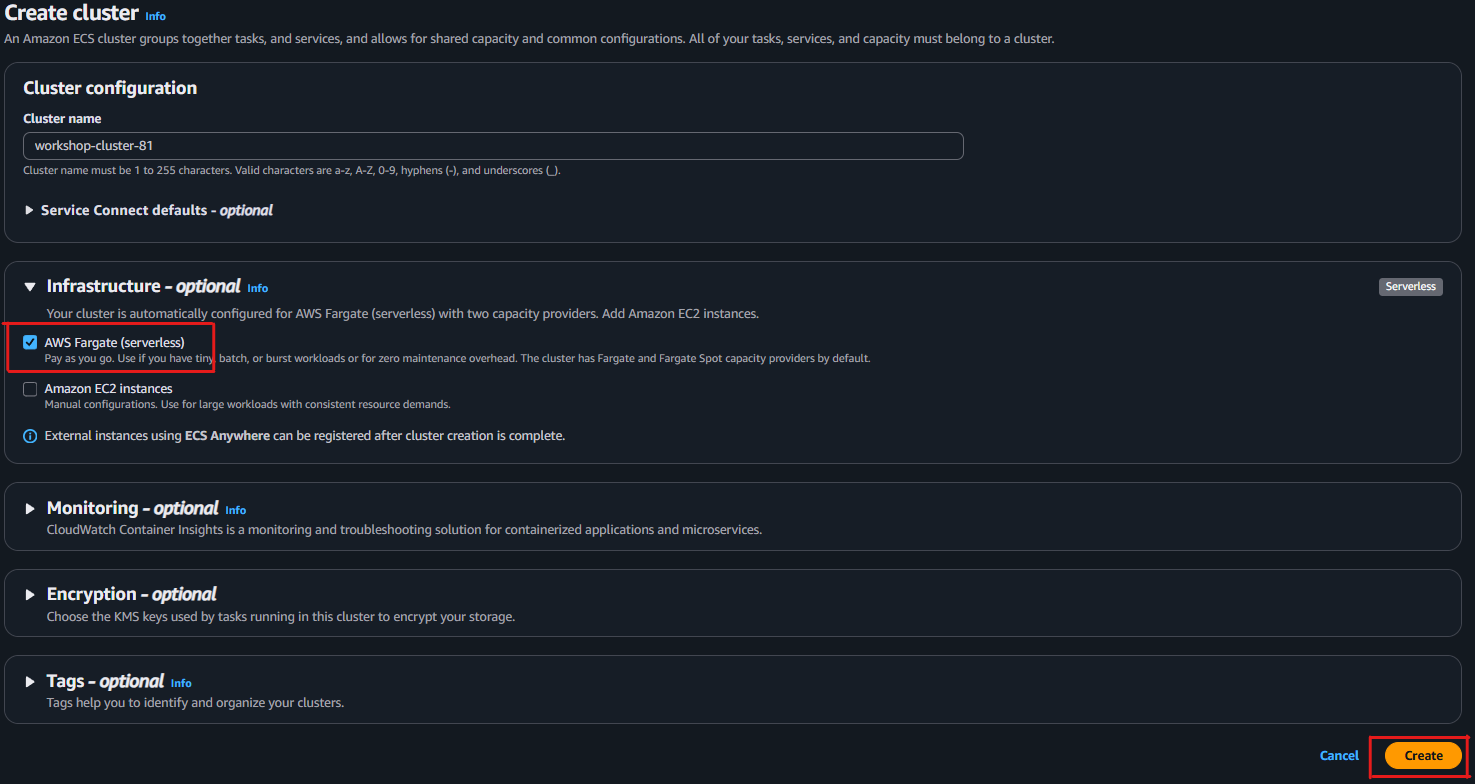 Create cluster Info
An Amazon ECS cluster groups together tasks, and services, and allows for shared capacity and common configurations. All of your tasks, services, and capacity must belong to a cluster.
Cluster configuration
Cluster name
workshop-cluster-81
Cluster name must be 1 to 255 characters. Valid characters are a-z, A-Z, 0-9, hyphens (-), and underscores (_).
Service Connect defaults - optional
Infrastructure - optional Info
Serverless
Your cluster is automatically configured for AWS Fargate (serverless) with two capacity providers. Add Amazon EC2 instances.
AWS Fargate (serverless)
Pay as you go. Use if you have tiny, batch, or burst workloads or for zero maintenance overhead. The cluster has Fargate and Fargate Spot capacity providers by default.
Amazon EC2 instances
Manual configurations. Use for large workloads with consistent resource demands.
External instances using ECS Anywhere can be registered after cluster creation is complete.
Monitoring - optional Info
CloudWatch Container Insights is a monitoring and troubleshooting solution for containerized applications and microservices.
Encryption - optional
Choose the KMS keys used by tasks running in this cluster to encrypt your storage.
Tags - optional Info
Tags help you to identify and organize your clusters.
Cancel
Create